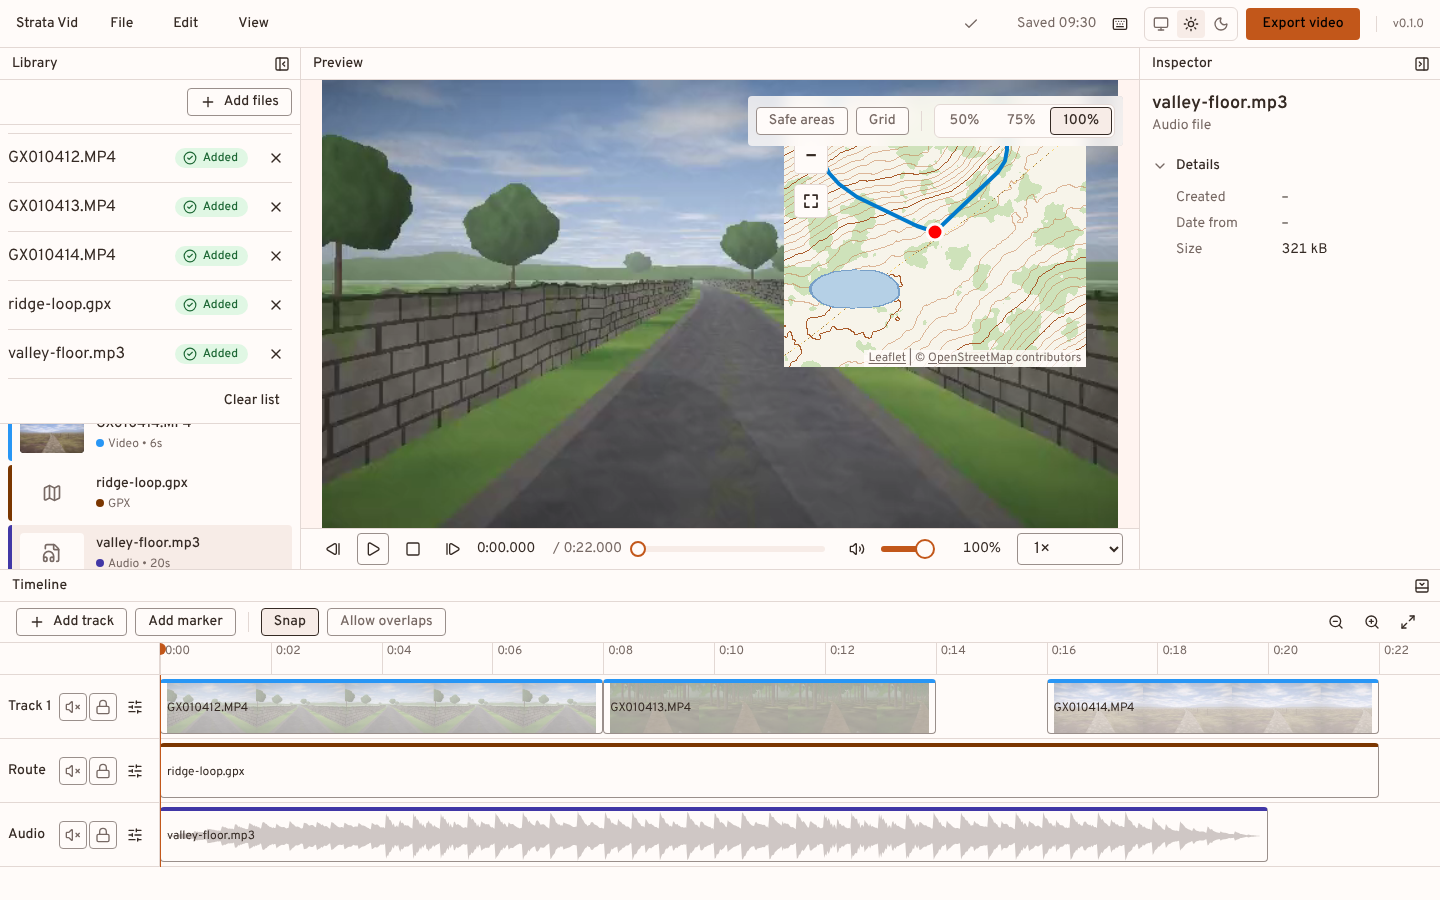 Strata Vid File Edit View Saved 09:30 Export video v0.1.0
Library
Add files
GX010412.MP4 Added
GX010413.MP4 Added
GX010414.MP4 Added
ridge-loop.gpx Added
valley-floor.mp3 Added
Clear list
GX010414.MP4
Video • 6s
ridge-loop.gpx
GPX
valley-floor.mp3
Audio • 20s
Preview
Safe areas Grid 50% 75% 100%
Leaflet | © OpenStreetMap contributors
0:00.000 / 0:22.000 100% 1×
Inspector
valley-floor.mp3
Audio file
Details
Created –
Date from –
Size 321 kB
Timeline
Add track Add marker Snap Allow overlaps
0:00 0:02 0:04 0:06 0:08 0:10 0:12 0:14 0:16 0:18 0:20 0:22
Track 1 GX010412.MP4 GX010413.MP4 GX010414.MP4
Route ridge-loop.gpx
Audio valley-floor.mp3